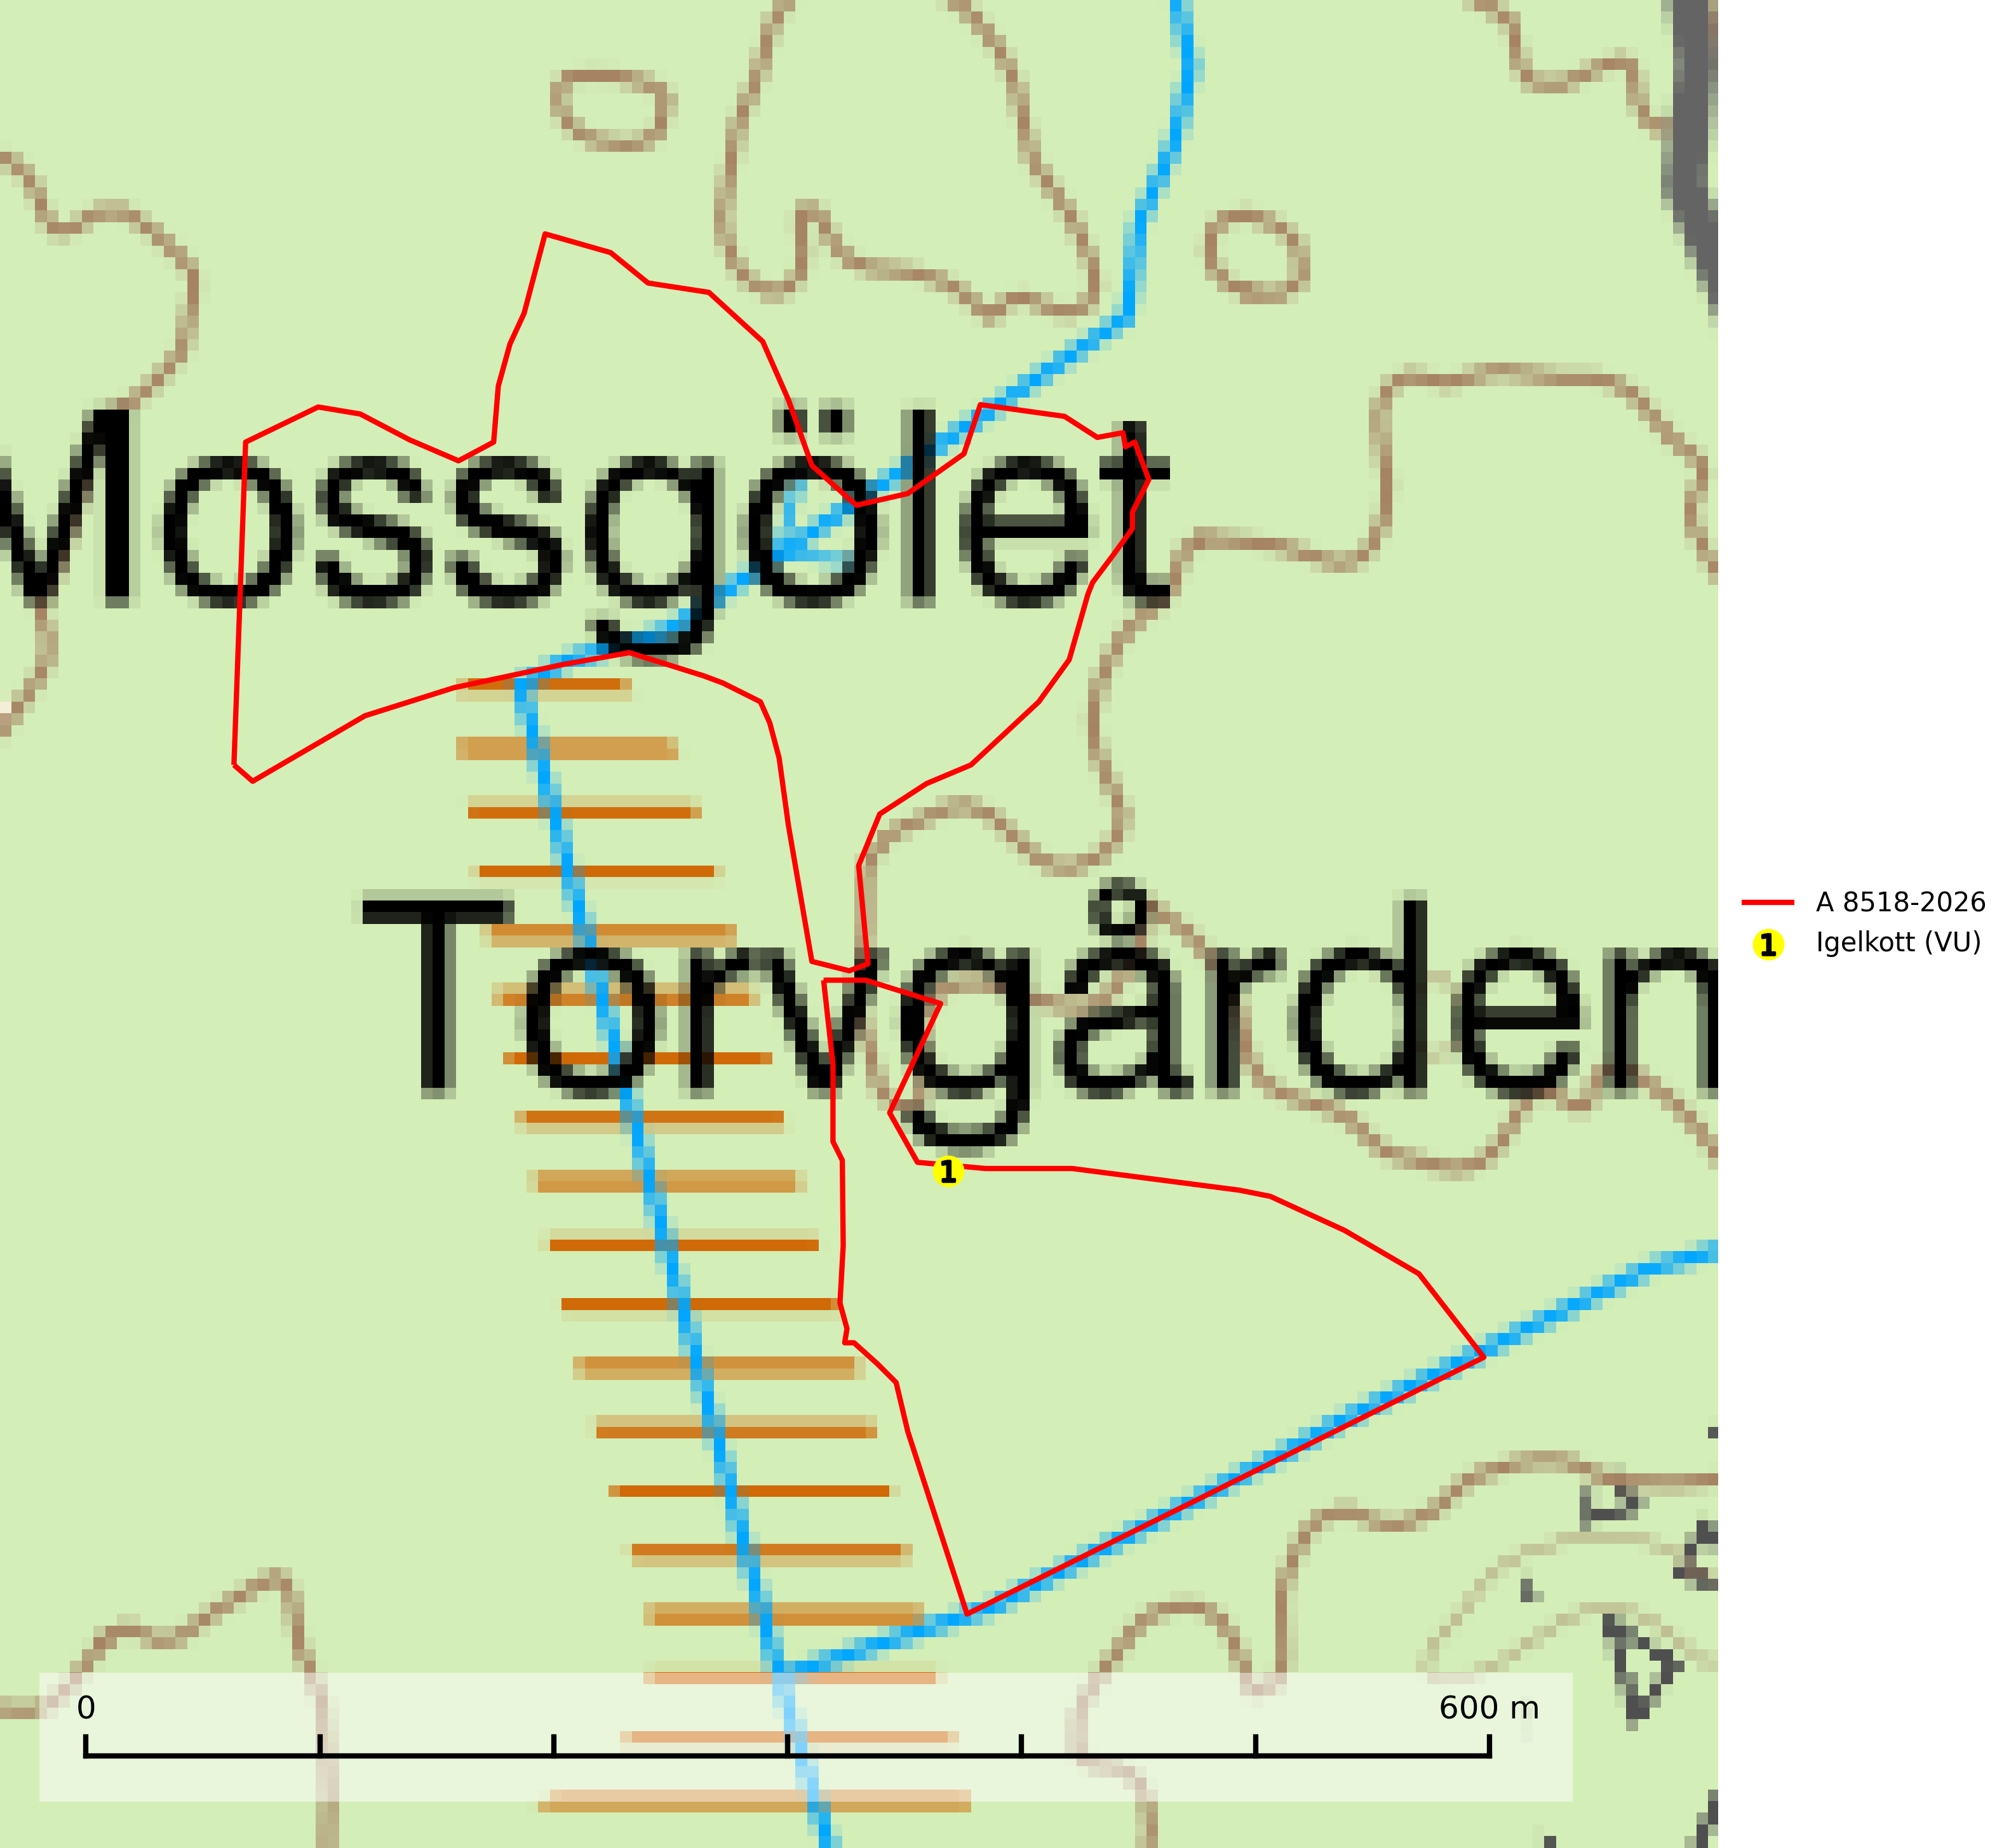 Mossgölet
Torvgården
1
A 8518-2026
1 Igelkott (VU)
0 600 m